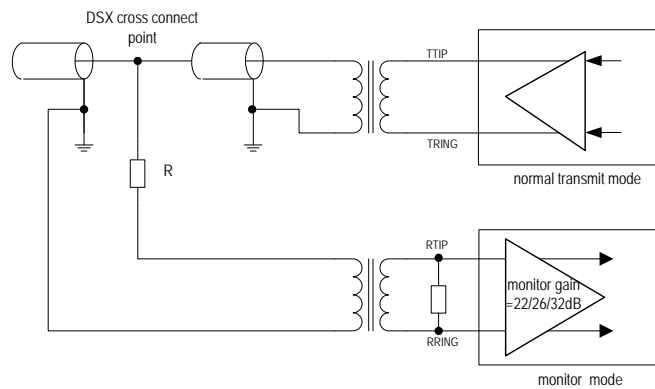 DSX cross connect
point
TTIP
TRING
R
normal transmit mode
RTIP
monitor gain
=22/26/32dB
RRING
monitor mode